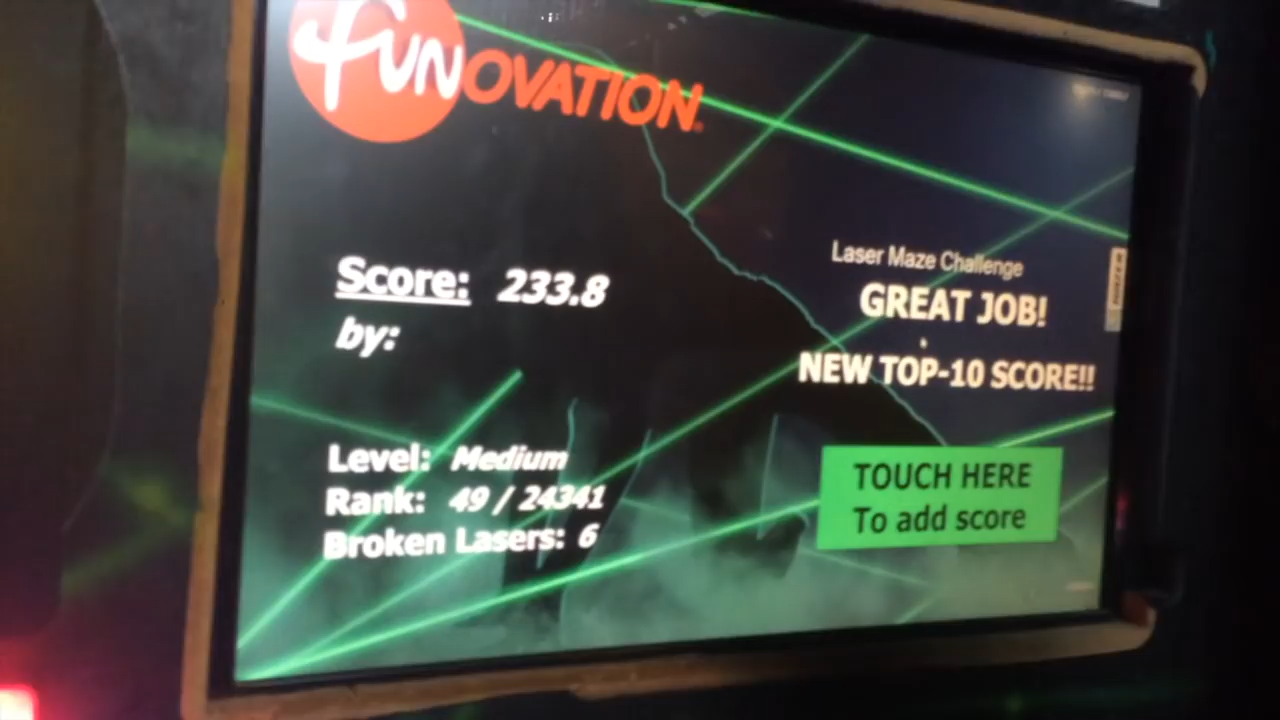 FUNOVATION
Score: 233.8
by:
Laser Maze Challenge
GREAT JOB!
NEW TOP-10 SCORE!!
Level: Medium
Rank: 49 / 24341
Broken Lasers: 6
TOUCH HERE
To add score